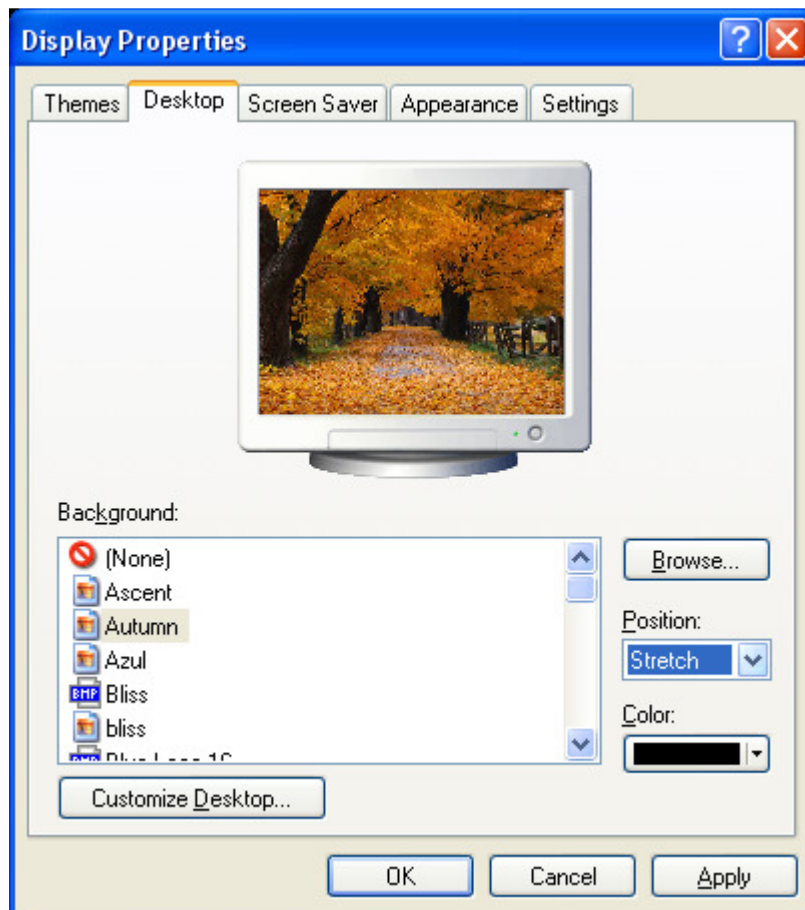 Display Properties
?
Themes Desktop Screen Saver Appearance Settings
Background:
(None)
Ascent
Autumn
Azul
BMP Bliss
bliss
Browse...
Position:
Stretch
Color:
Customize Desktop...
OK Cancel Apply